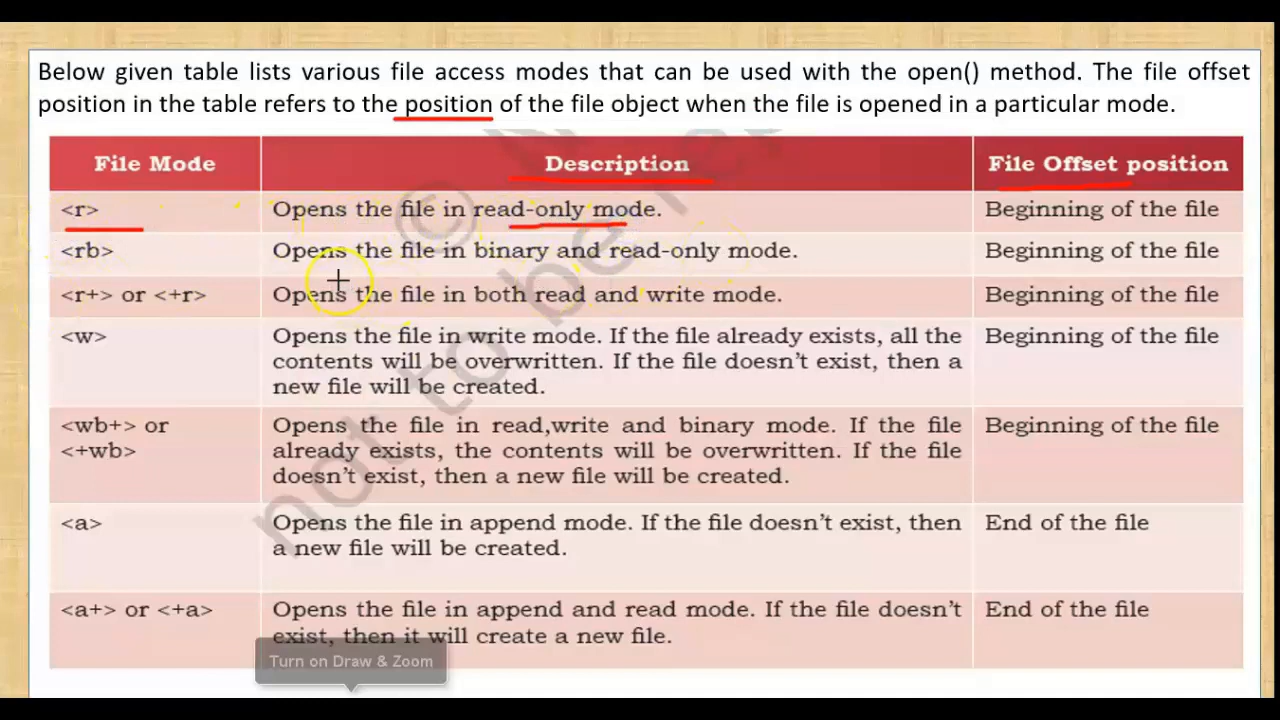 Below given table lists various file access modes that can be used with the open() method. The file offset
position in the table refers to the position of the file object when the file is opened in a particular mode.
File Mode Description File Offset position
<r> Opens the file in read-only mode. Beginning of the file
<rb> Opens the file in binary and read-only mode. Beginning of the file
<r+> or <+r> Opens the file in both read and write mode. Beginning of the file
<w> Opens the file in write mode. If the file already exists, all the Beginning of the file
contents will be overwritten. If the file doesn't exist, then a
new file will be created.
<wb+> or Opens the file in read,write and binary mode. If the file Beginning of the file
<+wb> already exists, the contents will be overwritten. If the file
doesn't exist, then a new file will be created.
<a> Opens the file in append mode. If the file doesn't exist, then End of the file
a new file will be created.
<a+> or <+a> Opens the file in append and read mode. If the file doesn't End of the file
exist, then it will create a new file.
Turn on Draw & Zoom
©
not to be